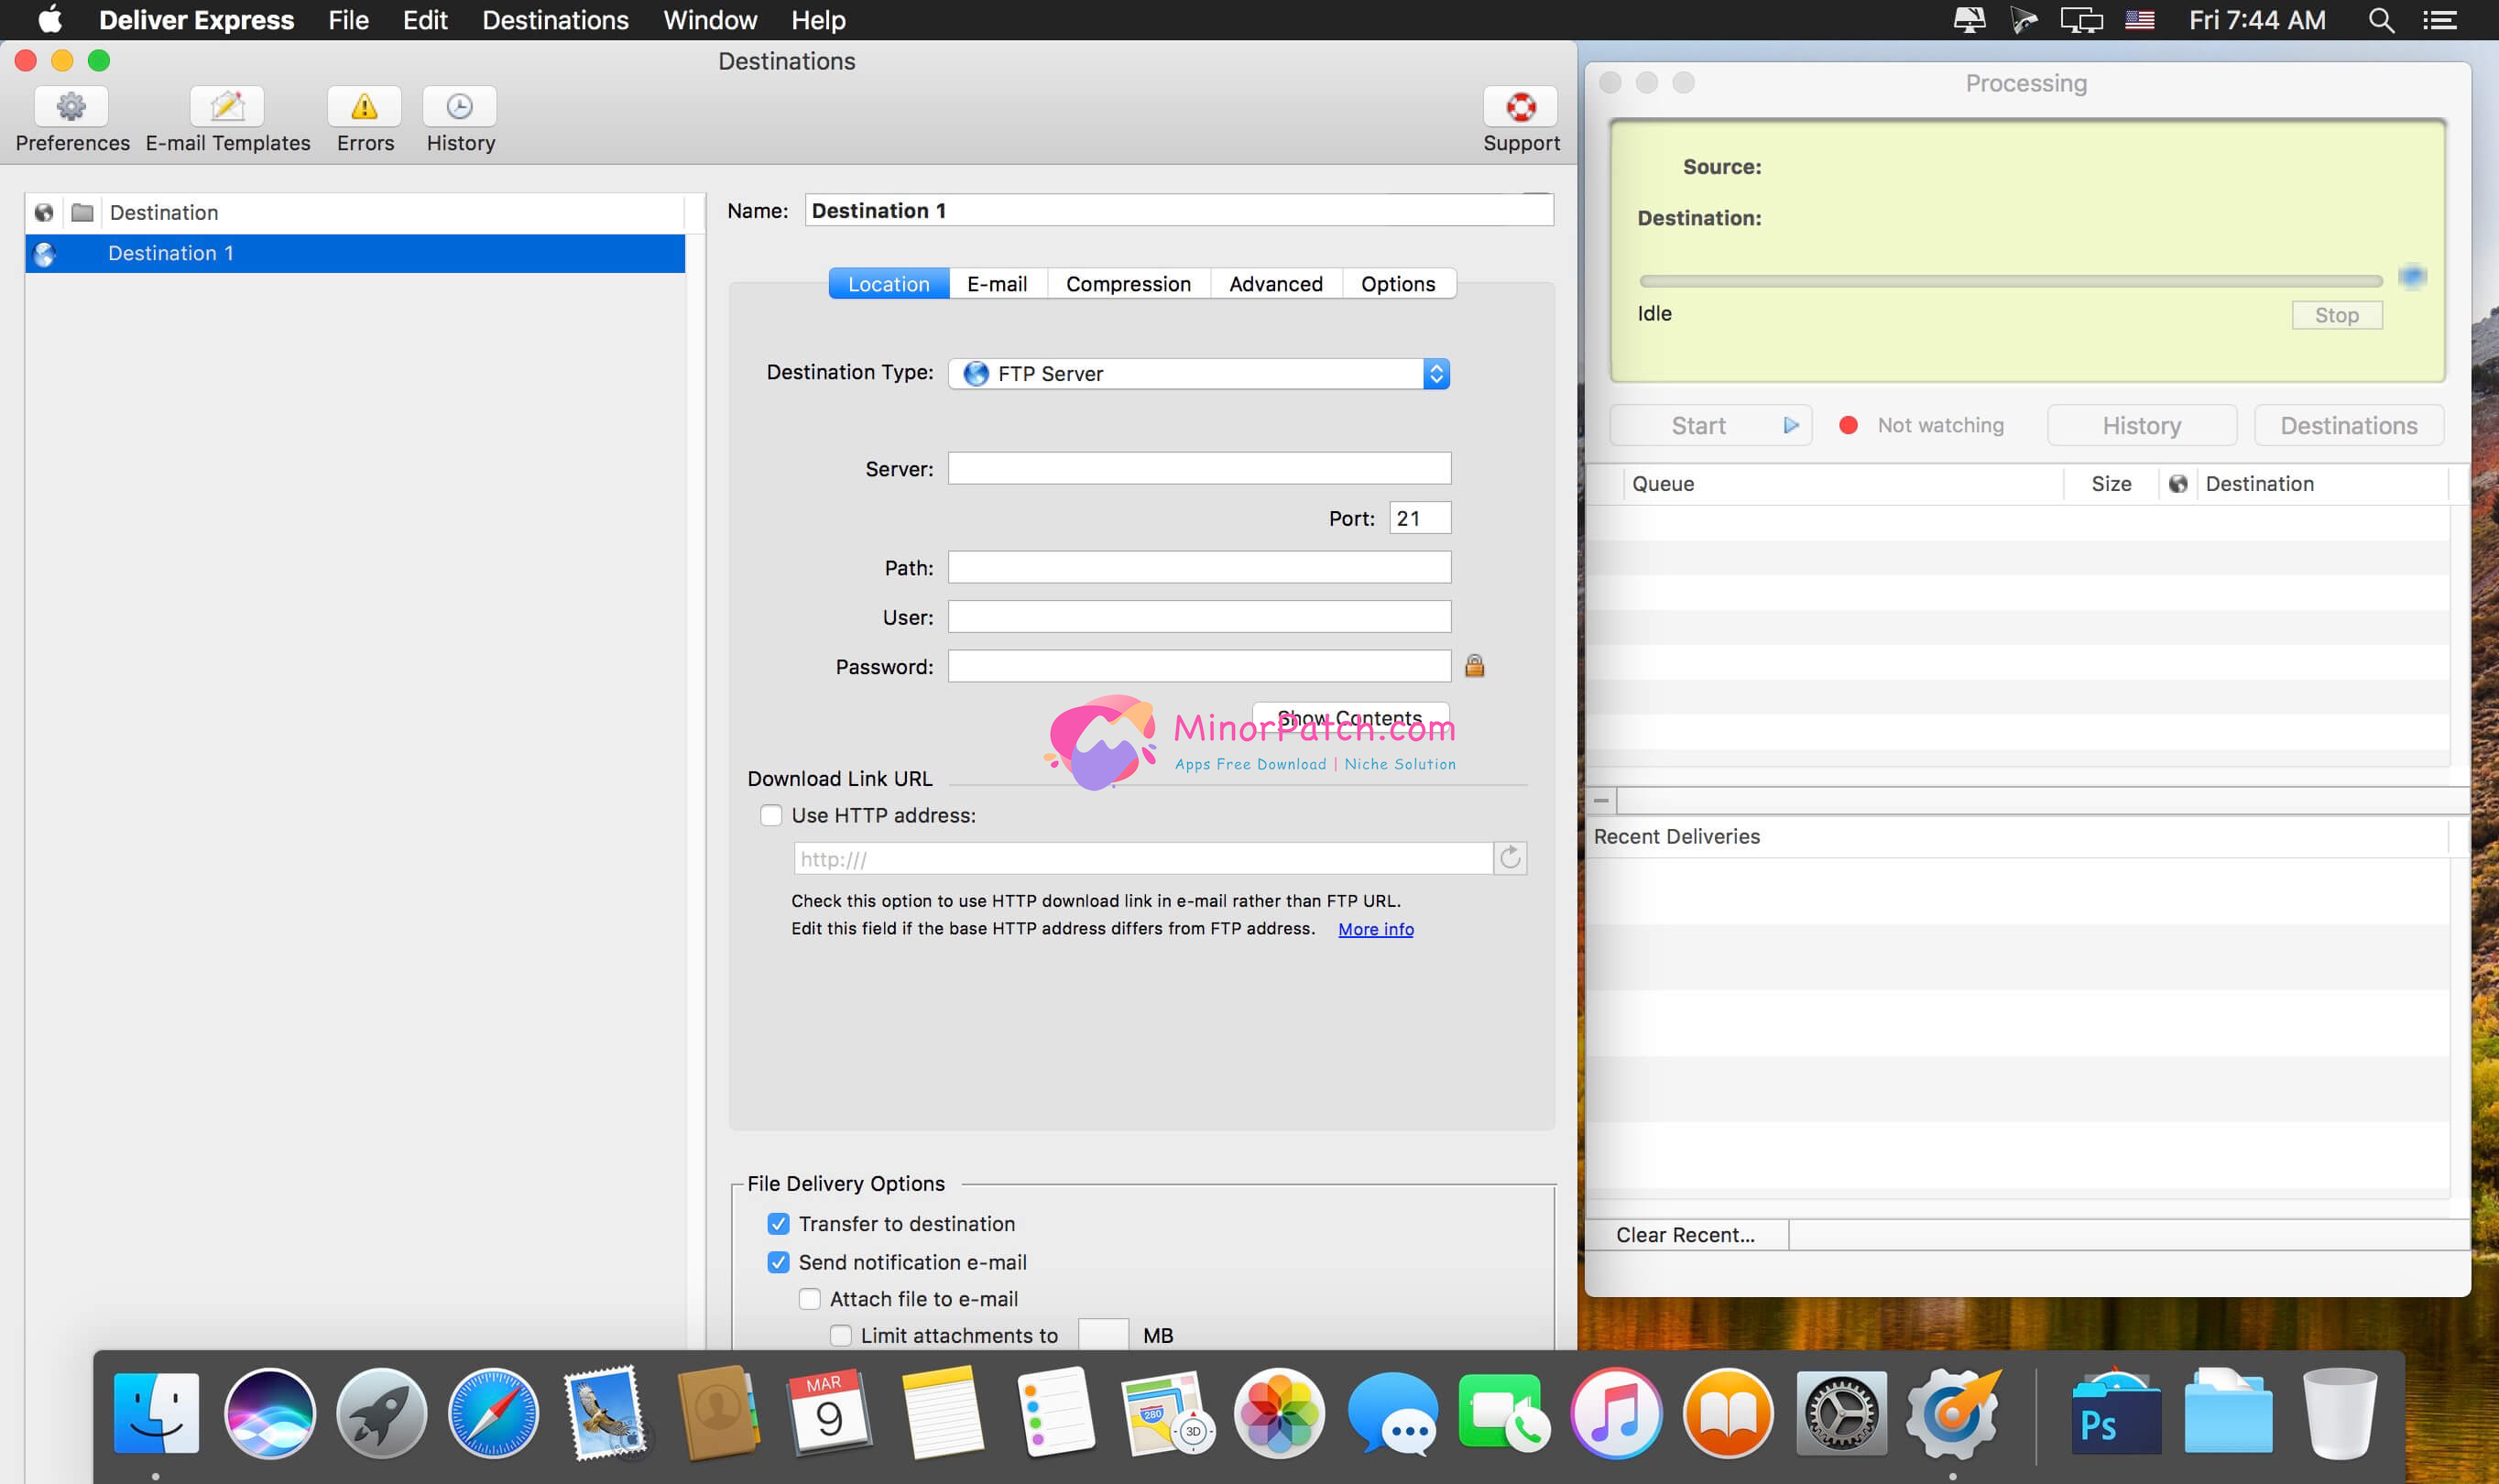 Deliver Express File Edit Destinations Window Help
Fri 7:44 AM
Destinations
Preferences E-mail Templates Errors History
Support
Destination
Destination 1
Name: Destination 1
Location E-mail Compression Advanced Options
Destination Type: FTP Server
Server:
Port: 21
Path:
User:
Password:
Show Contents
MinorPatch.com
Apps Free Download | Niche Solution
Download Link URL
Use HTTP address:
http:///
Check this option to use HTTP download link in e-mail rather than FTP URL.
Edit this field if the base HTTP address differs from FTP address. More info
File Delivery Options
Transfer to destination
Send notification e-mail
Attach file to e-mail
Limit attachments to MB
Processing
Source:
Destination:
Idle
Stop
Start Not watching History Destinations
Queue Size Destination
Recent Deliveries
Clear Recent...
MAR
9
280
3D
Ps